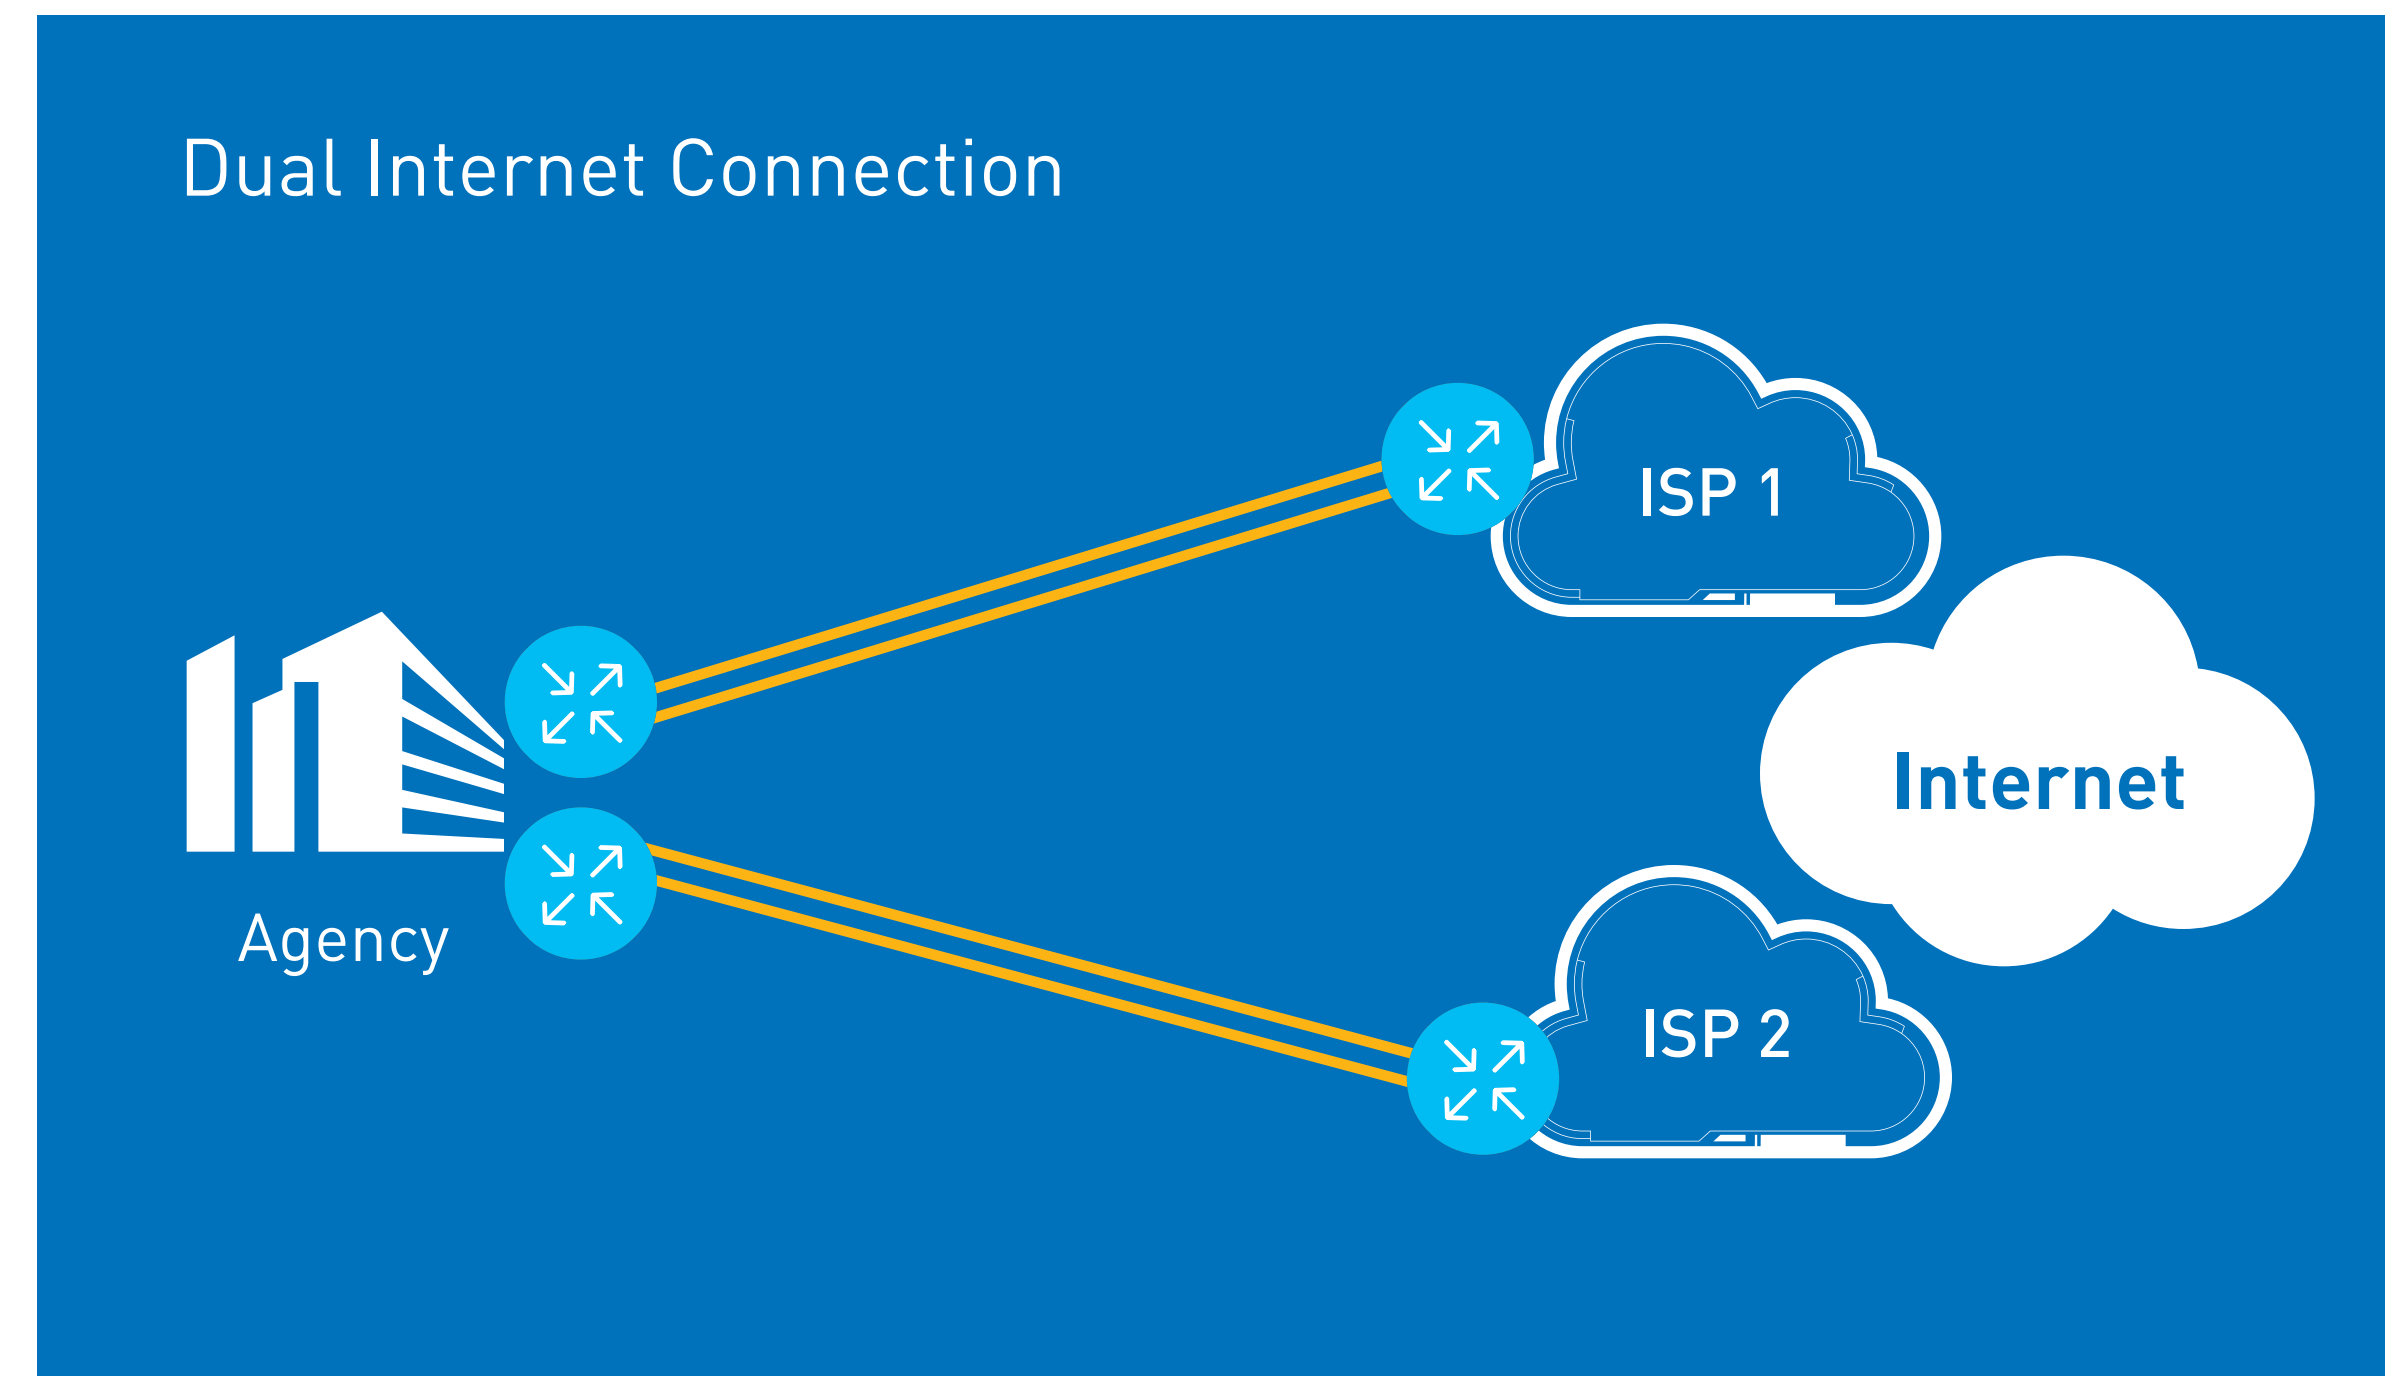 Dual Internet Connection
ISP 1
Internet
Agency
ISP 2